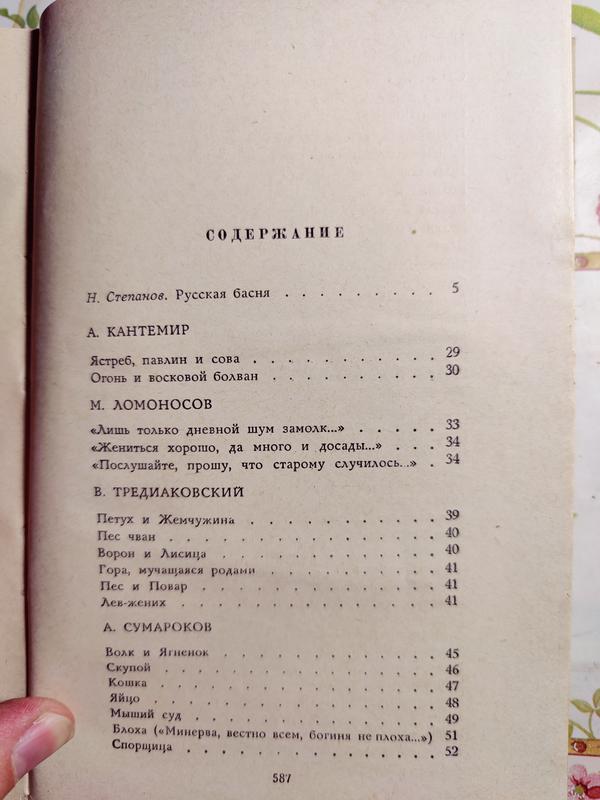 СОДЕРЖАНИЕ
Н. Степанов. Русская басня . . . . . . . . . . 5
А. КАНТЕМИР
Ястреб, павлин и сова . . . . . . . . . . . 29
Огонь и восковой болван . . . . . . . . . . 30
М. ЛОМОНОСОВ
«Лишь только дневной шум замолк...» . . . . . 33
«Жениться хорошо, да много и досады...» . . . 34
«Послушайте, прошу, что старому случилось...» . 34
В. ТРЕДИАКОВСКИЙ
Петух и Жемчужина . . . . . . . . . . . 39
Пес чван . . . . . . . . . . . . . . . 40
Ворон и Лисица . . . . . . . . . . . . 40
Гора, мучащаяся родами . . . . . . . . . 41
Пес и Повар . . . . . . . . . . . . . 41
Лев-жених . . . . . . . . . . . . . . 41
А. СУМАРОКОВ
Волк и Ягненок . . . . . . . . . . . . 45
Скупой . . . . . . . . . . . . . . . 46
Кошка . . . . . . . . . . . . . . . 47
Яйцо . . . . . . . . . . . . . . . . 48
Мыший суд . . . . . . . . . . . . . . 49
Блоха («Минерва, вестно всем, богиня не плоха...») 51
Спорщица . . . . . . . . . . . . . . 52
587